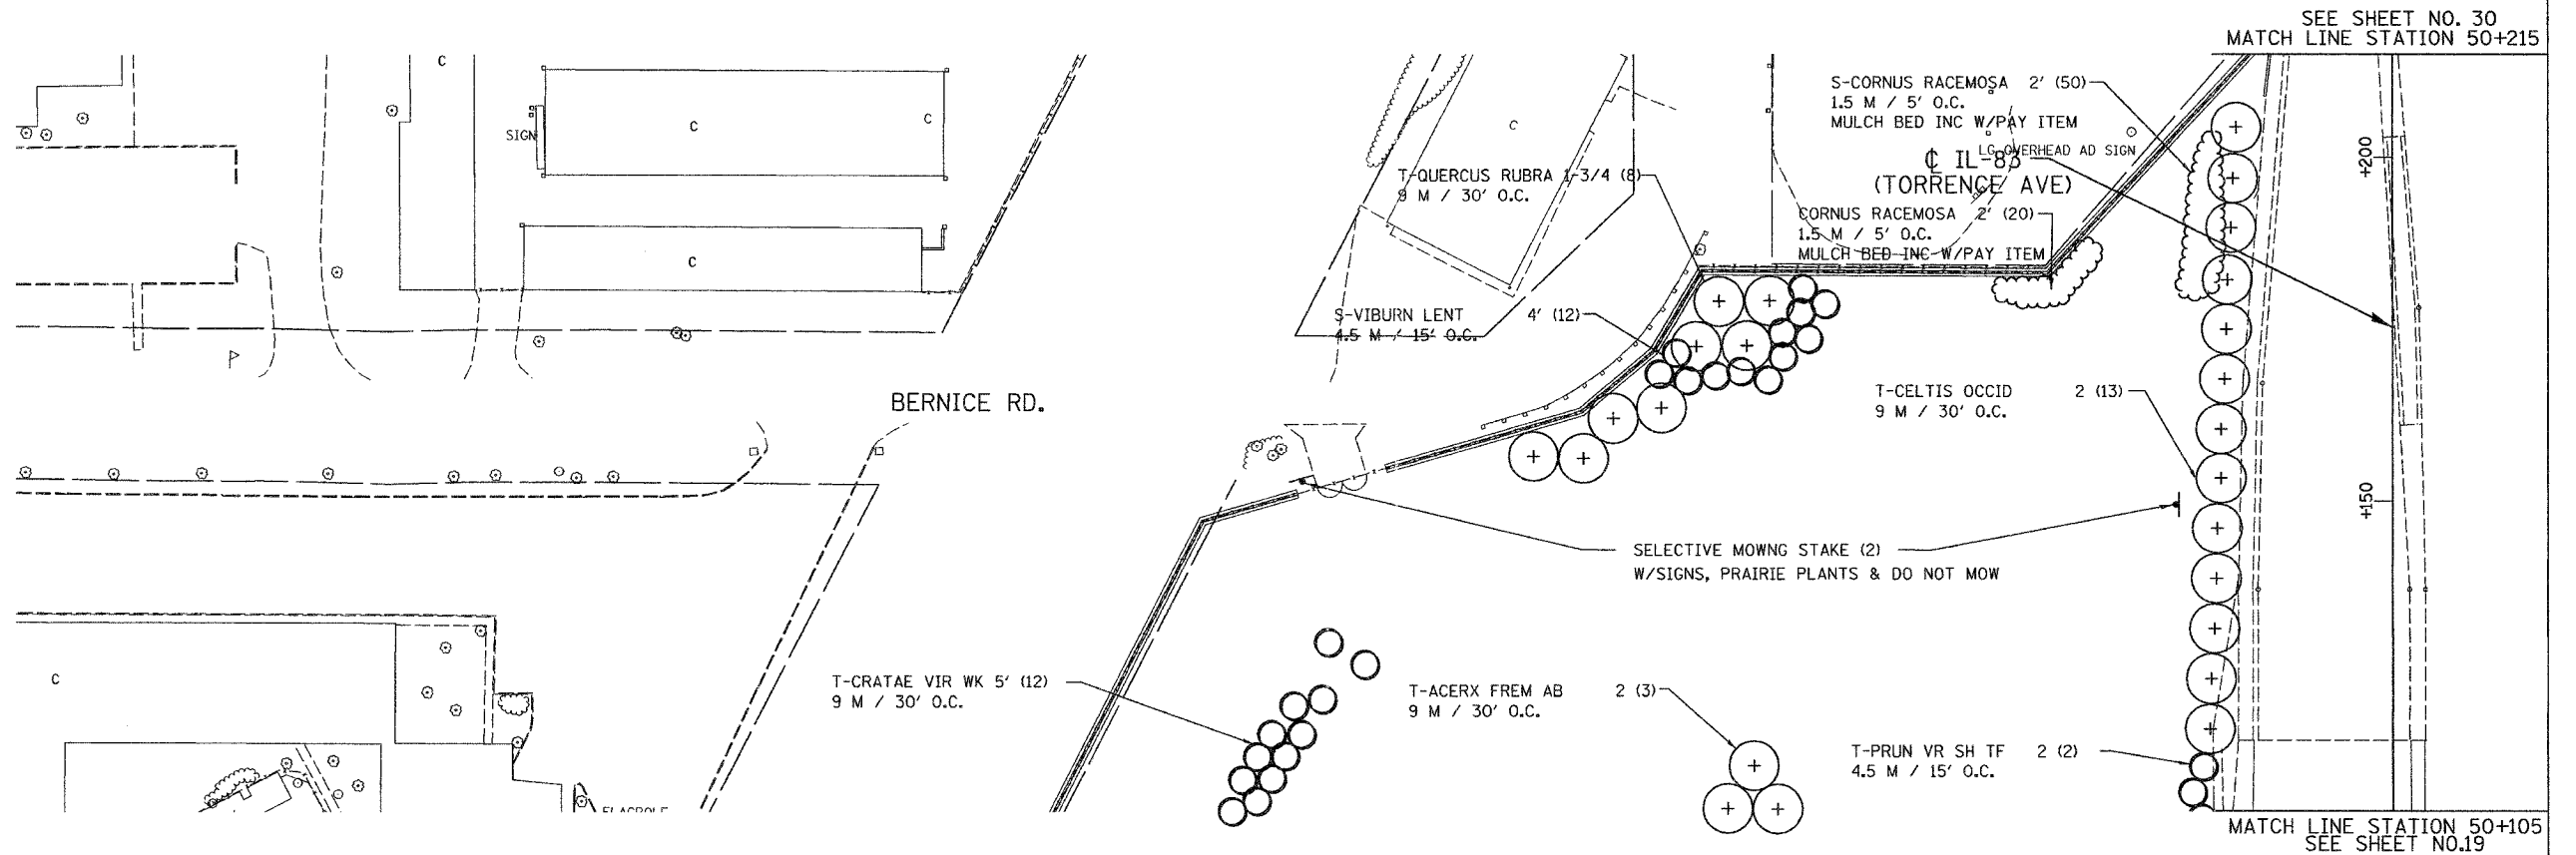 SEE SHEET NO. 30
MATCH LINE STATION 50+215
C
C
C
SIGN
S-CORNUS RACEMOSA 2' (50)
1.5 M / 5' O.C.
MULCH BED INC W/PAY ITEM
C
LG OVERHEAD AD SIGN
℄ IL-83
(TORRENCE AVE)
+200
T-QUERCUS RUBRA 1-3/4 (8)
9 M / 30' O.C.
CORNUS RACEMOSA 2' (20)
1.5 M / 5' O.C.
MULCH BED INC W/PAY ITEM
C
S-VIBURN LENT 4' (12)
4.5 M / 15' O.C.
P
T-CELTIS OCCID 2 (13)
9 M / 30' O.C.
BERNICE RD.
+150
SELECTIVE MOWNG STAKE (2)
W/SIGNS, PRAIRIE PLANTS & DO NOT MOW
C
T-CRATAE VIR WK 5' (12)
9 M / 30' O.C.
T-ACERX FREM AB 2 (3)
9 M / 30' O.C.
T-PRUN VR SH TF 2 (2)
4.5 M / 15' O.C.
MATCH LINE STATION 50+105
SEE SHEET NO.19